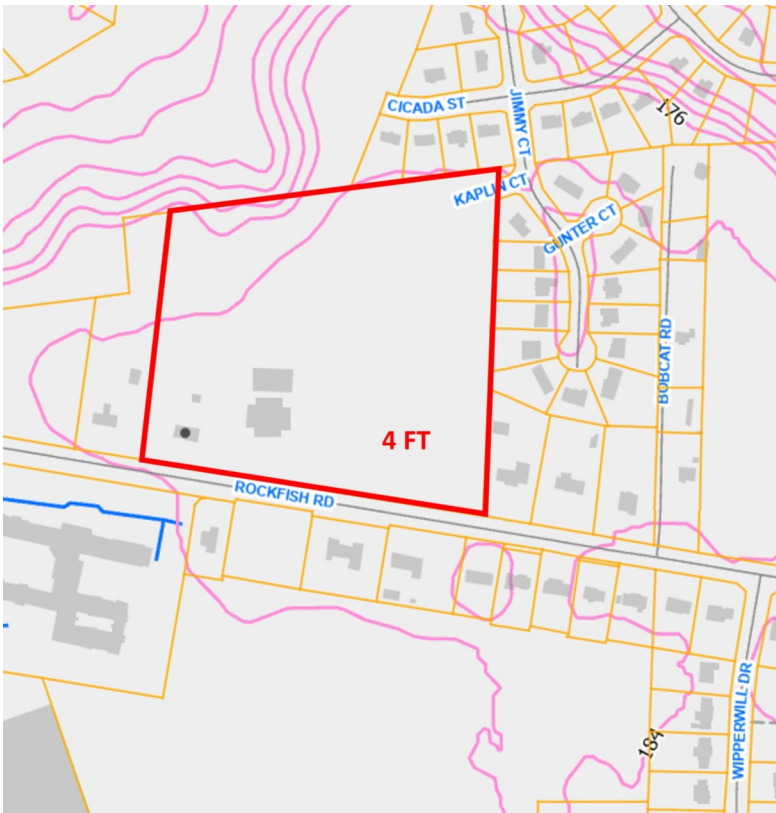 CICADA ST
JIMMY CT
176
KAPLIN CT
GUNTER CT
BOBCAT RD
4 FT
ROCKFISH RD
184
WIPPERWILL DR